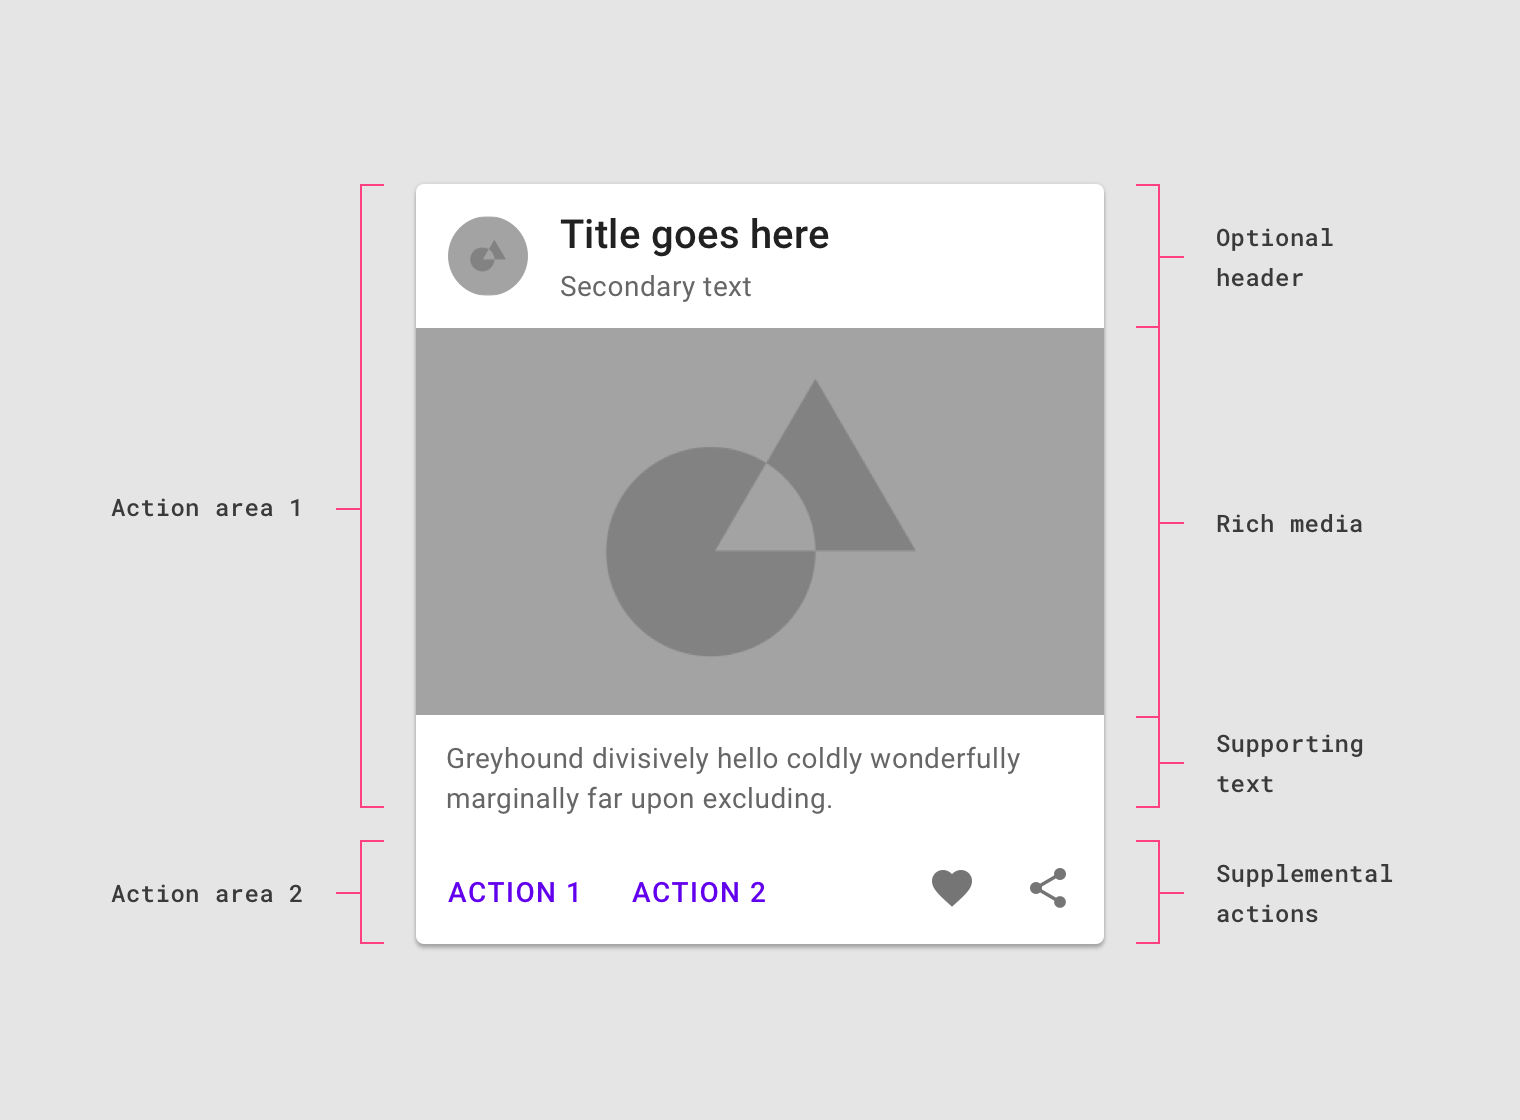 Title goes here
Secondary text
Optional
header
Action area 1
Rich media
Greyhound divisively hello coldly wonderfully
marginally far upon excluding.
Supporting
text
Action area 2
ACTION 1
ACTION 2
Supplemental
actions